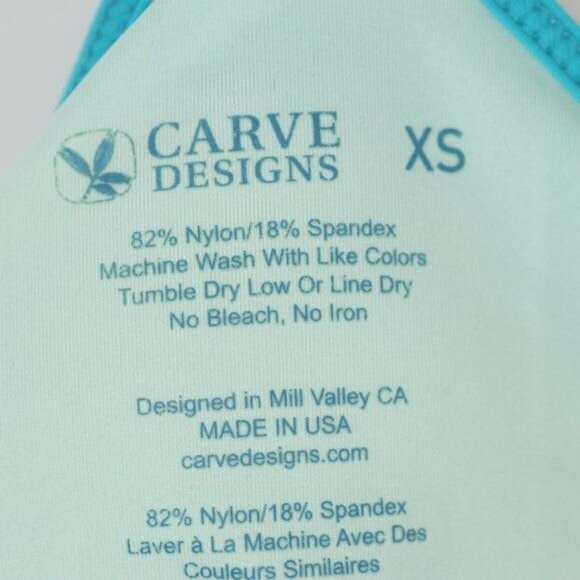 CARVE
DESIGNS
XS
82% Nylon/18% Spandex
Machine Wash With Like Colors
Tumble Dry Low Or Line Dry
No Bleach, No Iron
Designed in Mill Valley CA
MADE IN USA
carvedesigns.com
82% Nylon/18% Spandex
Laver à La Machine Avec Des
Couleurs Similaires